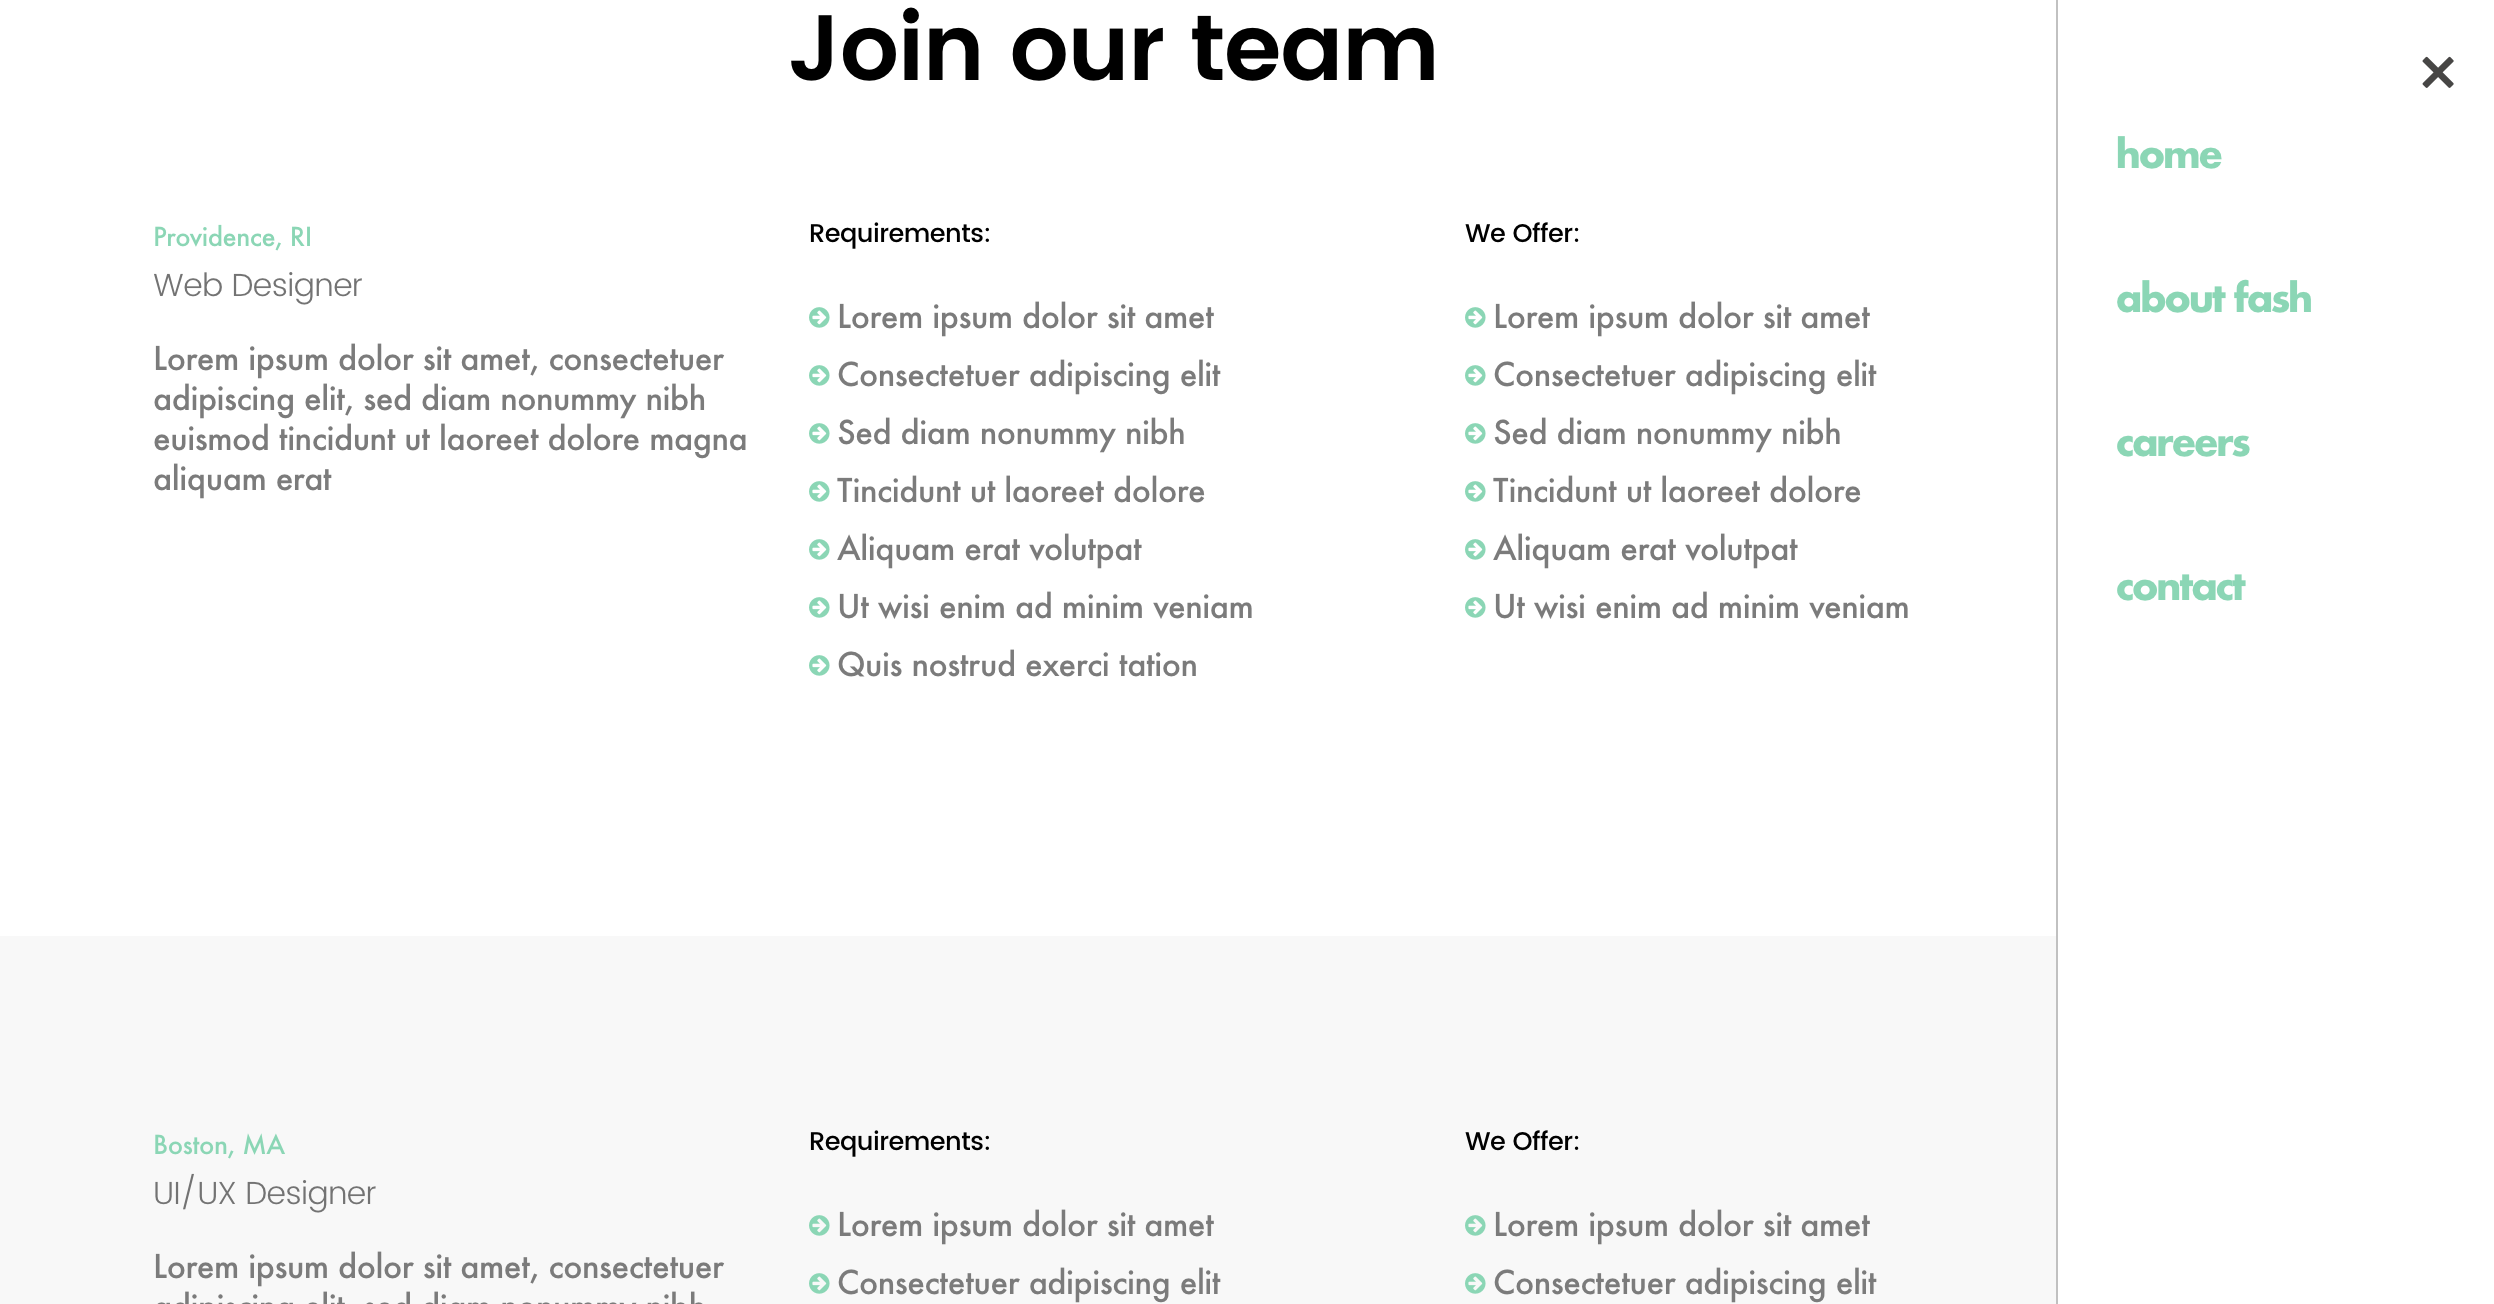 Join our team
home
about fash
careers
contact
Providence, RI
Web Designer
Lorem ipsum dolor sit amet, consectetuer
adipiscing elit, sed diam nonummy nibh
euismod tincidunt ut laoreet dolore magna
aliquam erat
Requirements:
Lorem ipsum dolor sit amet
Consectetuer adipiscing elit
Sed diam nonummy nibh
Tincidunt ut laoreet dolore
Aliquam erat volutpat
Ut wisi enim ad minim veniam
Quis nostrud exerci tation
We Offer:
Lorem ipsum dolor sit amet
Consectetuer adipiscing elit
Sed diam nonummy nibh
Tincidunt ut laoreet dolore
Aliquam erat volutpat
Ut wisi enim ad minim veniam
Boston, MA
UI/UX Designer
Lorem ipsum dolor sit amet, consectetuer
adipiscing elit, sed diam nonummy nibh
Requirements:
Lorem ipsum dolor sit amet
Consectetuer adipiscing elit
We Offer:
Lorem ipsum dolor sit amet
Consectetuer adipiscing elit